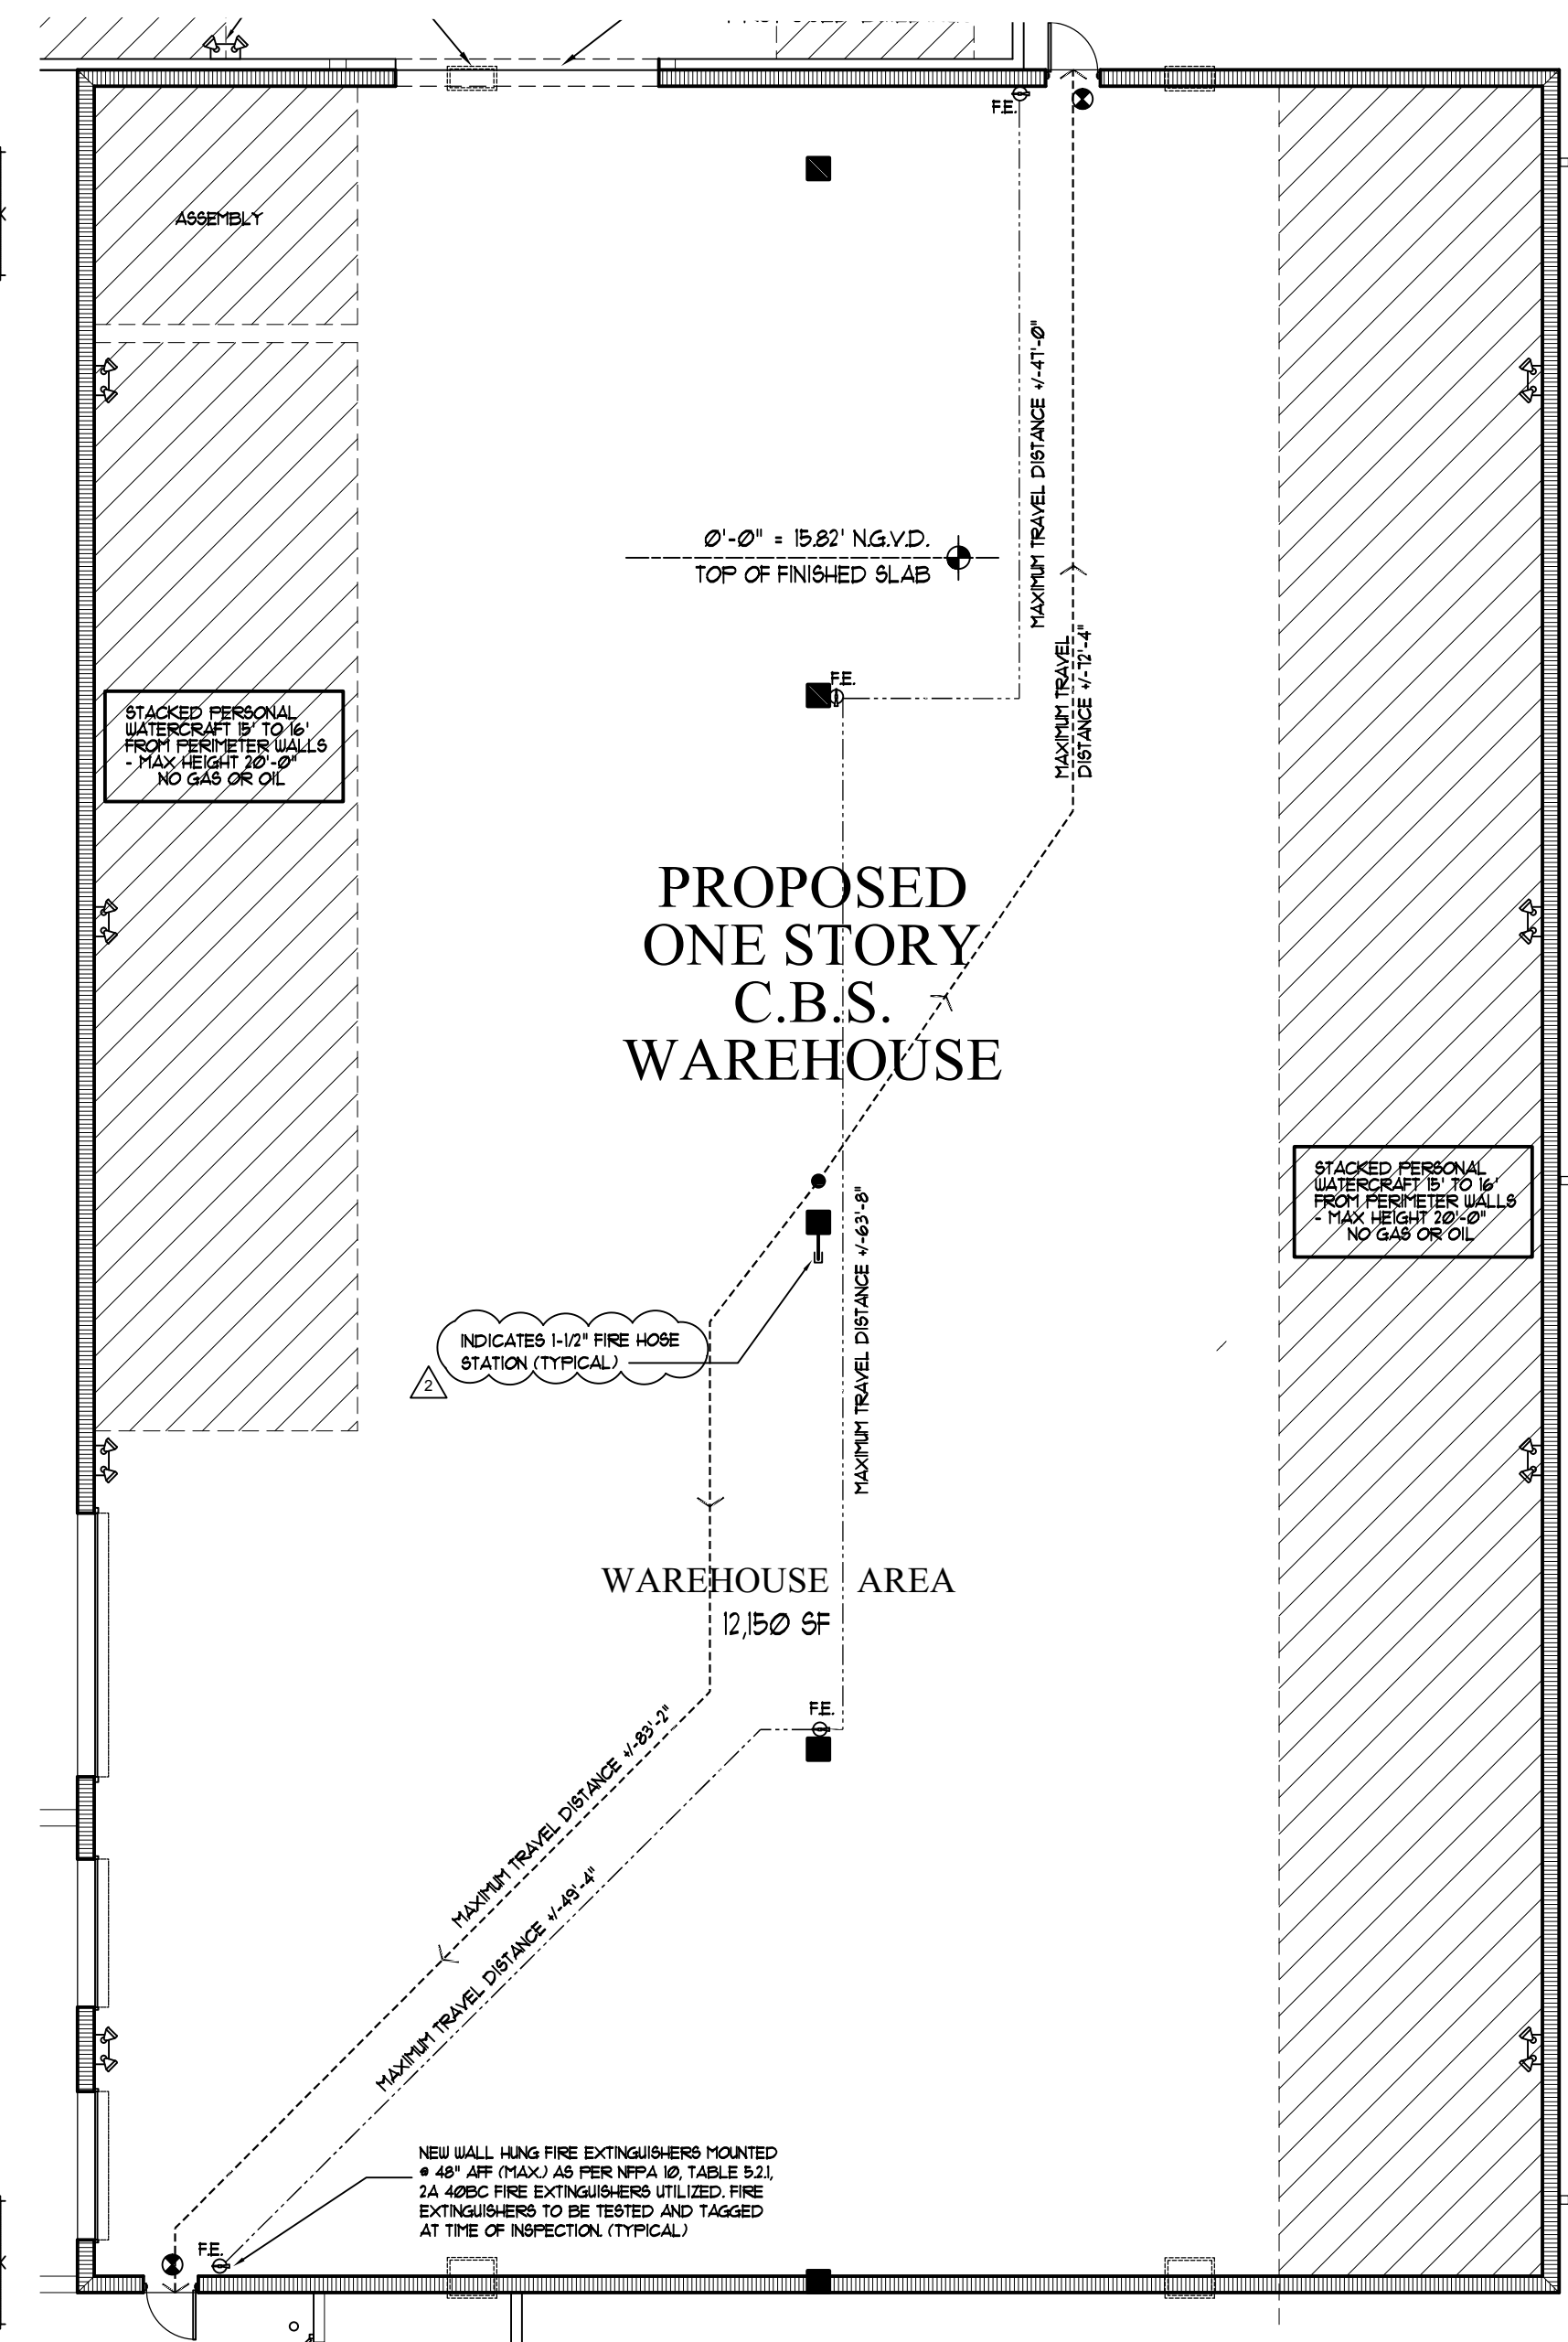 F.E.
ASSEMBLY
MAXIMUM TRAVEL DISTANCE +/-47'-0"
0'-0" = 15.82' N.G.V.D.
TOP OF FINISHED SLAB
MAXIMUM TRAVEL
DISTANCE +/-72'-4"
F.E.
STACKED PERSONAL
WATERCRAFT 15' TO 16'
FROM PERIMETER WALLS
- MAX HEIGHT 20'-0"
NO GAS OR OIL
PROPOSED
ONE STORY
C.B.S.
WAREHOUSE
STACKED PERSONAL
WATERCRAFT 15' TO 16'
FROM PERIMETER WALLS
- MAX HEIGHT 20'-0"
NO GAS OR OIL
MAXIMUM TRAVEL DISTANCE +/-63'-8"
INDICATES 1-1/2" FIRE HOSE
STATION (TYPICAL)
2
WAREHOUSE AREA
12,150 SF
F.E.
MAXIMUM TRAVEL DISTANCE +/-83'-2"
MAXIMUM TRAVEL DISTANCE +/-49'-4"
NEW WALL HUNG FIRE EXTINGUISHERS MOUNTED
@ 48" AFF (MAX.) AS PER NFPA 10, TABLE 5.2.1,
2A 40BC FIRE EXTINGUISHERS UTILIZED. FIRE
EXTINGUISHERS TO BE TESTED AND TAGGED
AT TIME OF INSPECTION. (TYPICAL)
F.E.